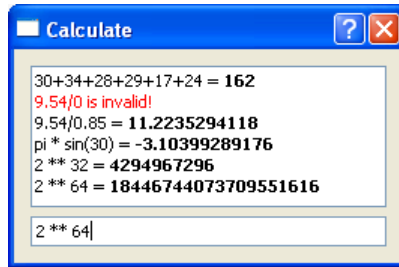 Calculate
30+34+28+29+17+24 = 162
9.54/0 is invalid!
9.54/0.85 = 11.2235294118
pi * sin(30) = -3.10399289176
2 ** 32 = 4294967296
2 ** 64 = 18446744073709551616
2 ** 64